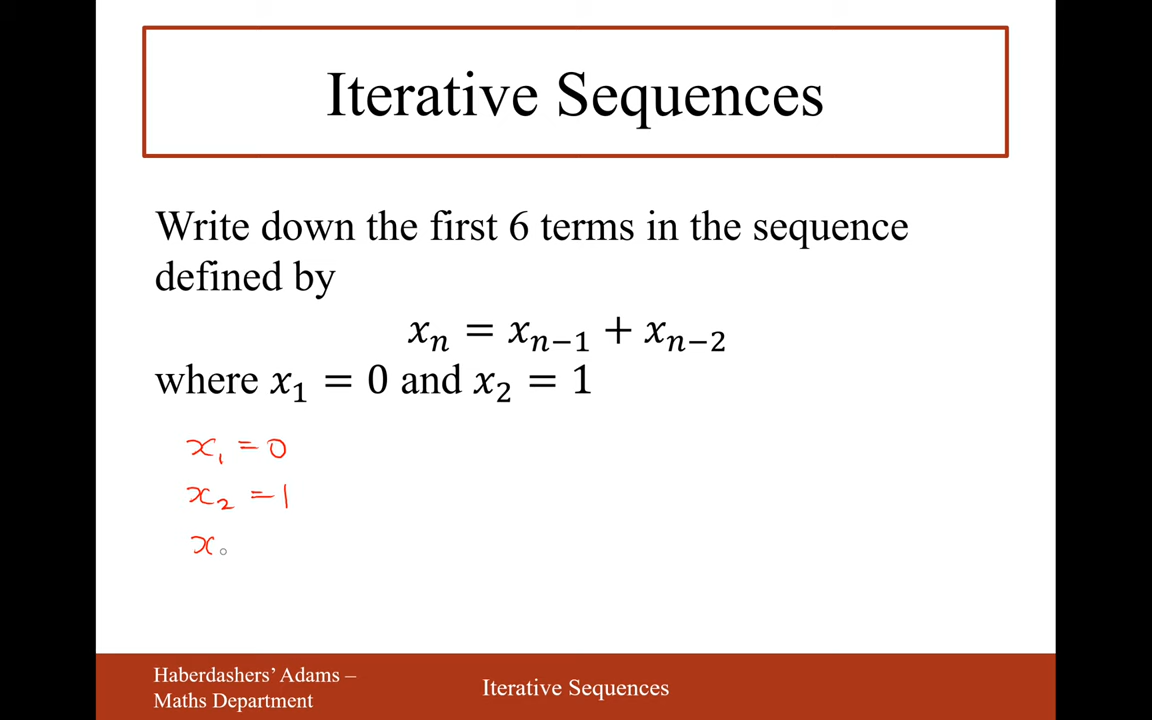 Iterative Sequences
Write down the first 6 terms in the sequence
defined by
xₙ = xₙ₋₁ + xₙ₋₂
where x₁ = 0 and x₂ = 1
x₁ = 0
x₂ = 1
x
Haberdashers’ Adams –
Maths Department
Iterative Sequences